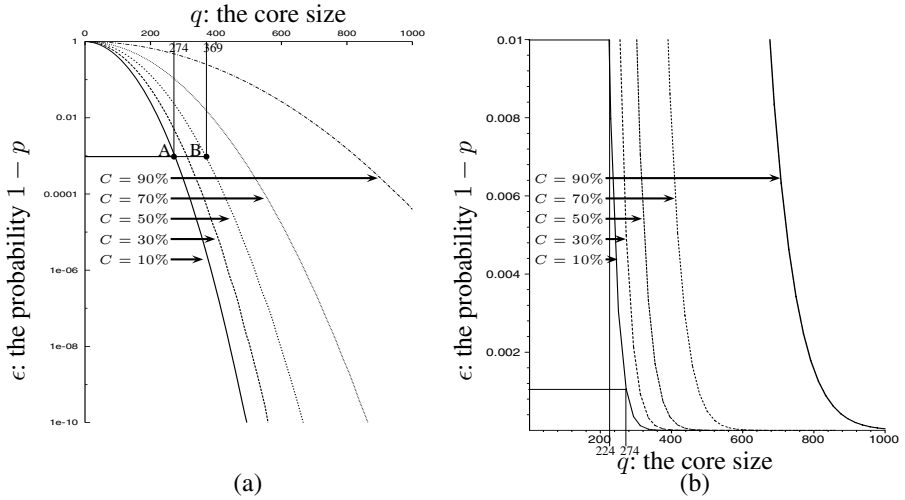 q: the core size
0 200 400 600 800 1000
274 369
1
0.01
0.0001
1e-06
1e-08
1e-10
ϵ: the probability 1 − p
A B
C = 90%
C = 70%
C = 50%
C = 30%
C = 10%
(a)
0.01
0.008
0.006
0.004
0.002
ϵ: the probability 1 − p
C = 90%
C = 70%
C = 50%
C = 30%
C = 10%
200 400 600 800 1000
224 274
q: the core size
(b)